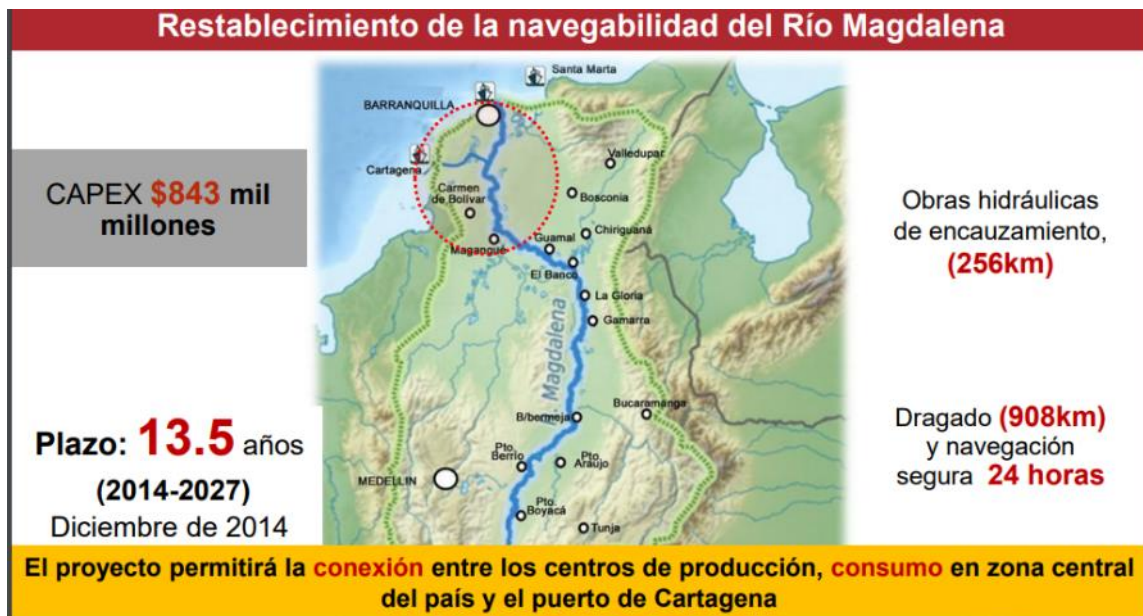 Restablecimiento de la navegabilidad del Río Magdalena
CAPEX $843 mil
millones
Plazo: 13.5 años
(2014-2027)
Diciembre de 2014
Santa Marta
BARRANQUILLA
Cartagena
Valledupar
Carmen
de Bolívar
Bosconia
Magangué
Guamal
Chiriguaná
El Banco
La Gloria
Gamarra
Magdalena
B/bermeja
Bucaramanga
Pto.
Berrío
Pto.
Araújo
MEDELLIN
Pto.
Boyacá
Tunja
Obras hidráulicas
de encauzamiento,
(256km)
Dragado (908km)
y navegación
segura 24 horas
El proyecto permitirá la conexión entre los centros de producción, consumo en zona central
del país y el puerto de Cartagena